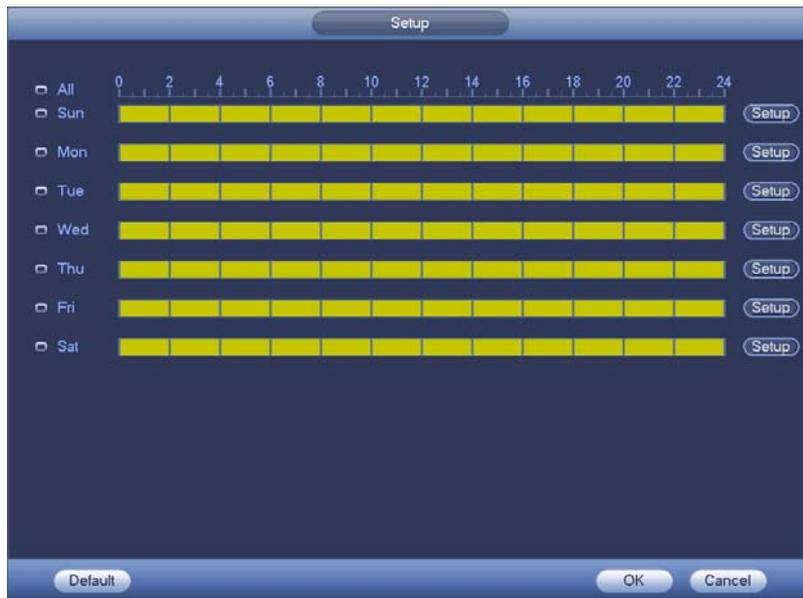 Setup
All 0 2 4 6 8 10 12 14 16 18 20 22 24
Sun Setup
Mon Setup
Tue Setup
Wed Setup
Thu Setup
Fri Setup
Sat Setup
Default OK Cancel